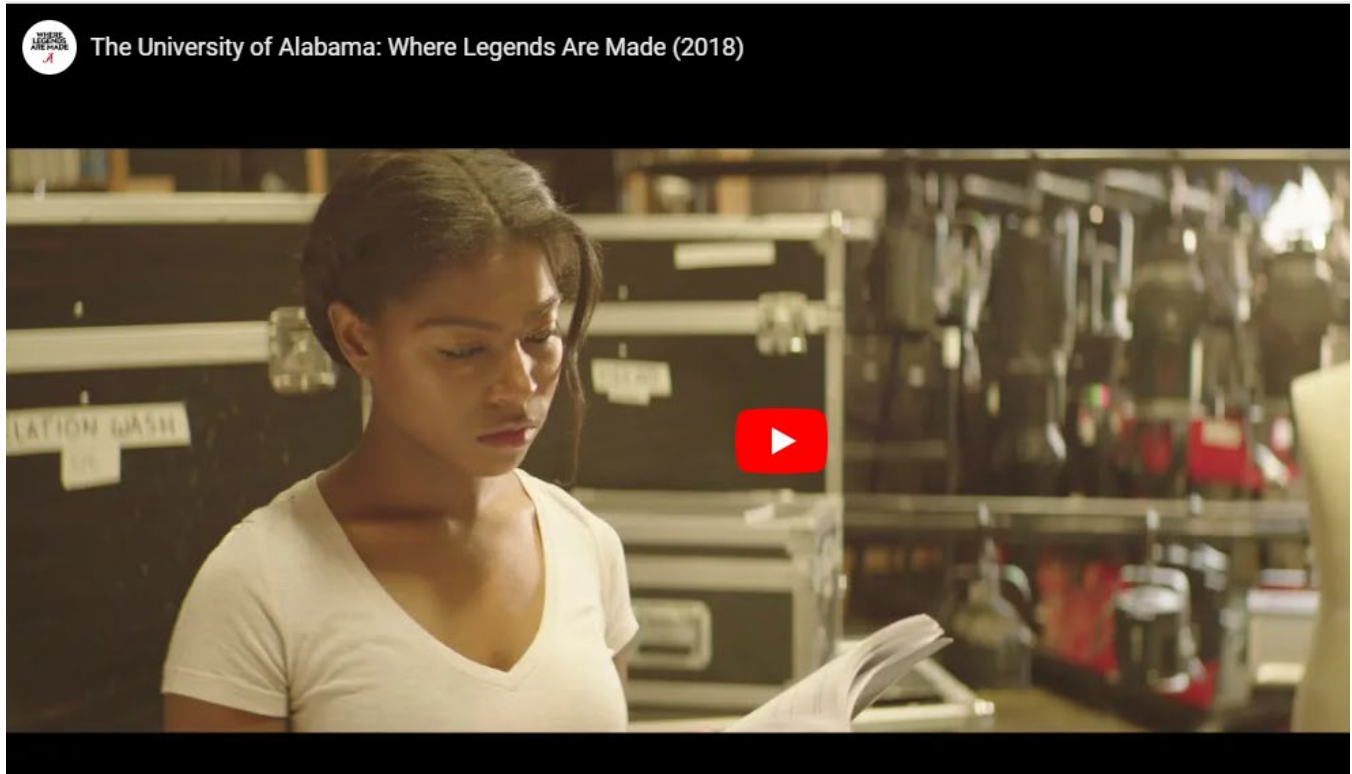 WHERE
LEGENDS
ARE MADE
A
The University of Alabama: Where Legends Are Made (2018)
LATION WASH